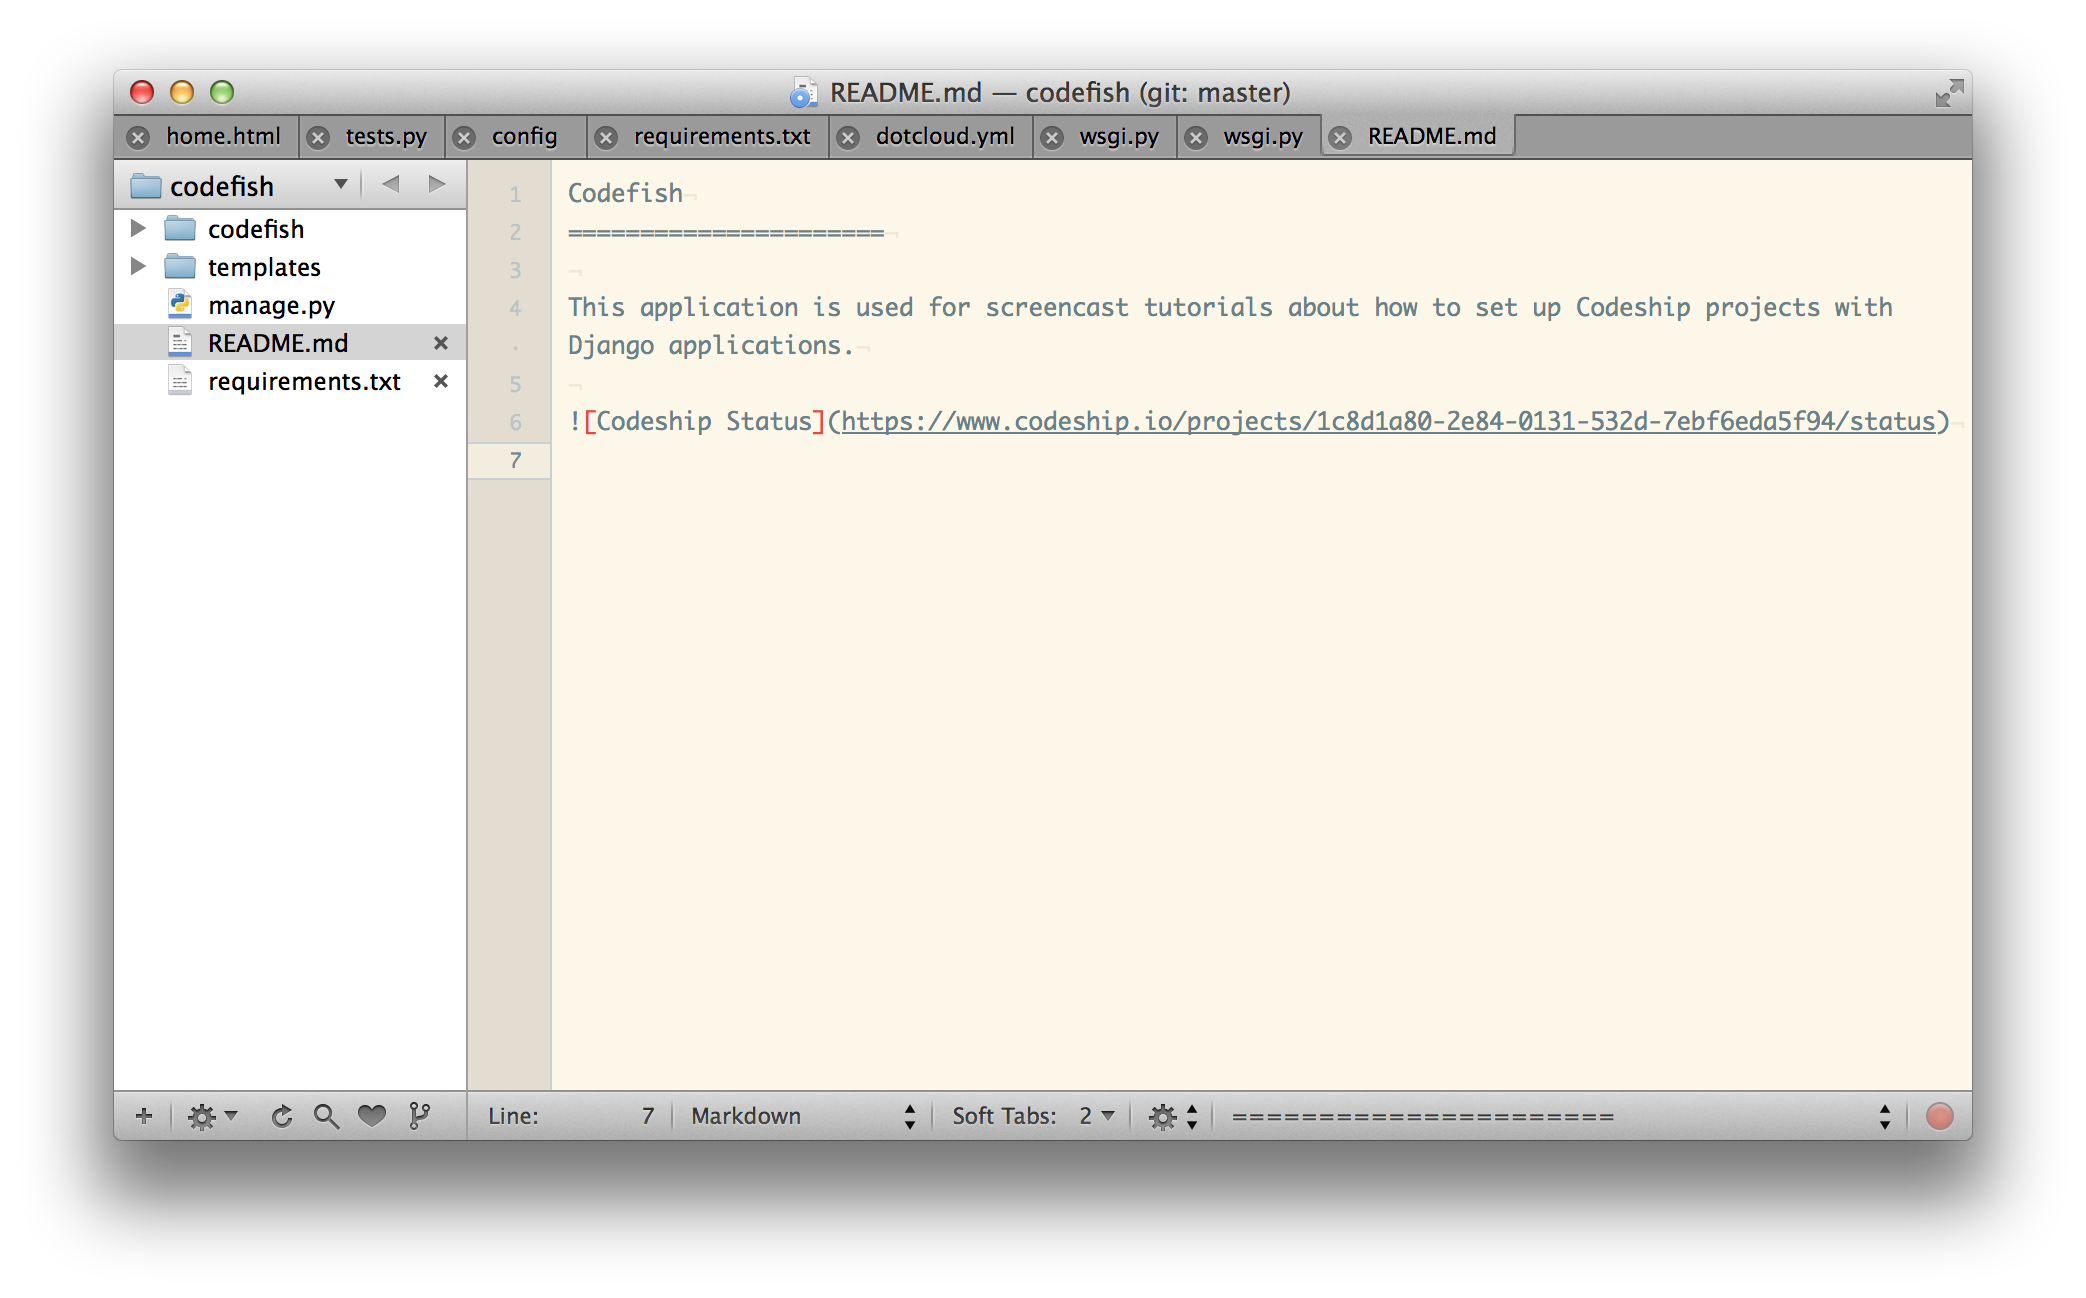 README.md — codefish (git: master)
home.html tests.py config requirements.txt dotcloud.yml wsgi.py wsgi.py README.md
codefish
codefish
templates
manage.py
README.md
requirements.txt
1 Codefish¬
2 ======================¬
3 ¬
4 This application is used for screencast tutorials about how to set up Codeship projects with
· Django applications.¬
5 ¬
6 ![Codeship Status](https://www.codeship.io/projects/1c8d1a80-2e84-0131-532d-7ebf6eda5f94/status)¬
7
Line: 7 Markdown Soft Tabs: 2 ======================